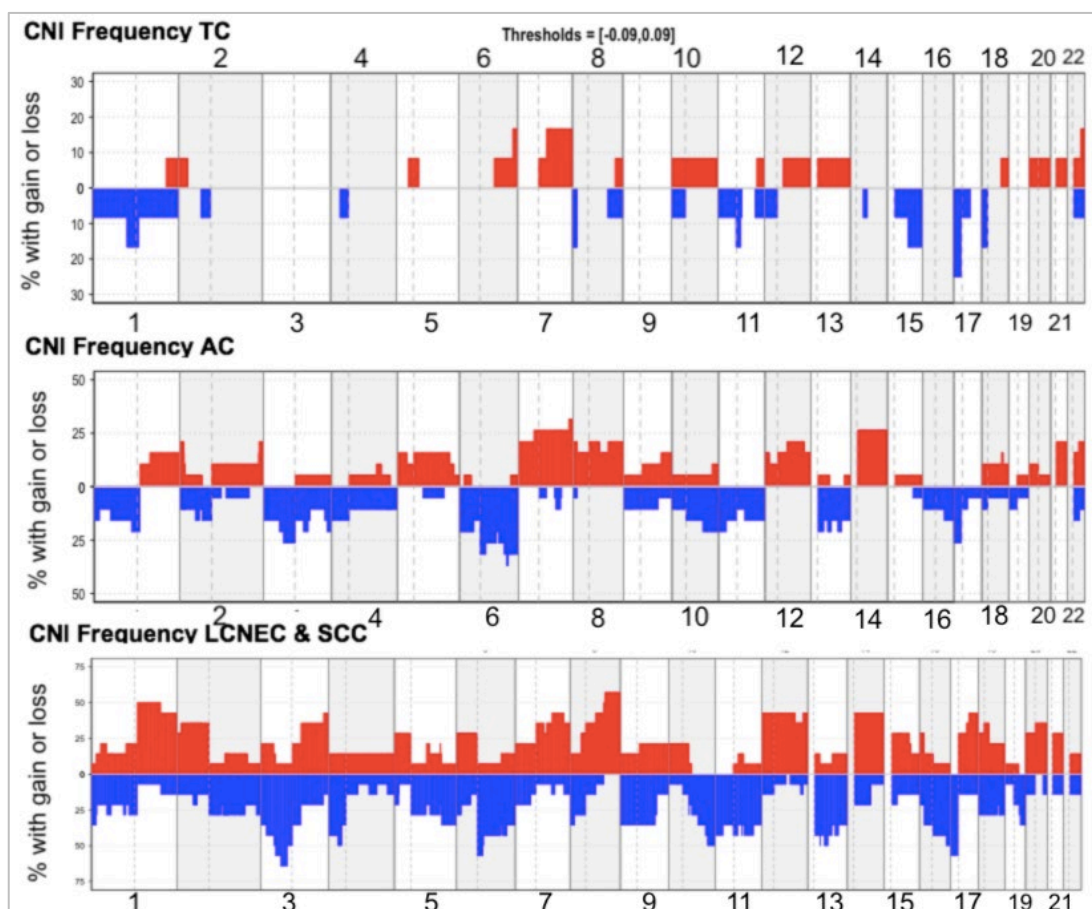 CNI Frequency TC
Thresholds = [-0.09,0.09]
2 4 6 8 10 12 14 16 18 20 22
% with gain or loss
30
20
10
0
10
20
30
1 3 5 7 9 11 13 15 17 19 21
CNI Frequency AC
% with gain or loss
50
25
0
25
50
2 4 6 8 10 12 14 16 18 20 22
CNI Frequency LCNEC & SCC
% with gain or loss
75
50
25
0
25
50
75
1 3 5 7 9 11 13 15 17 19 21